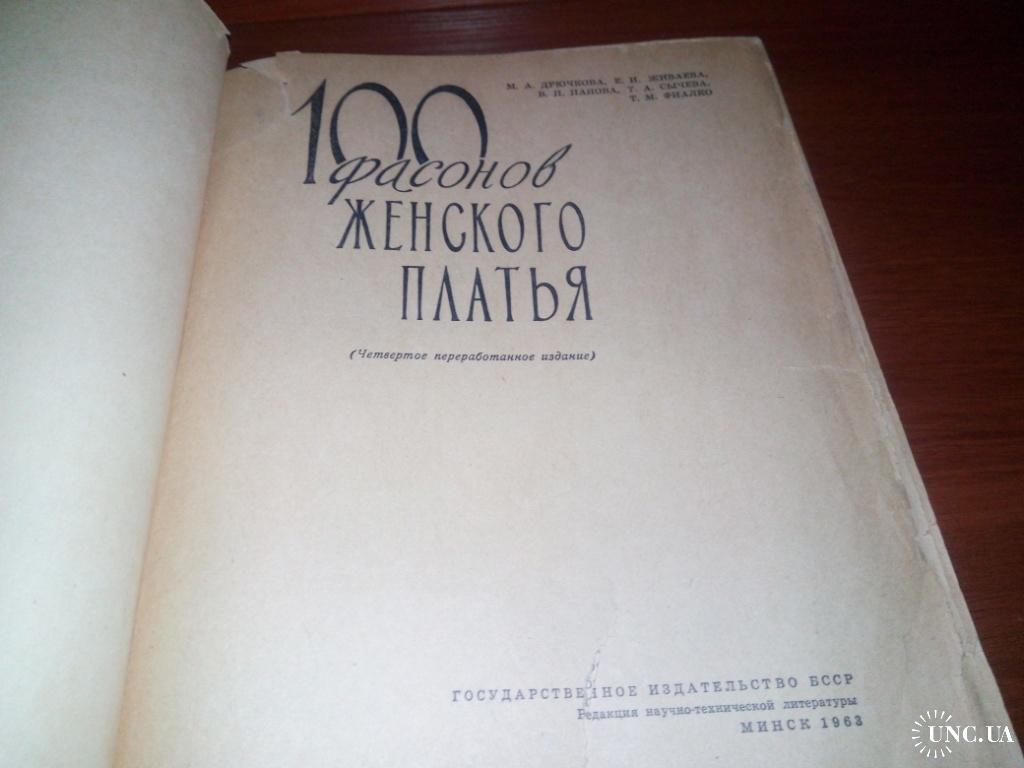 М. А. ДРЮЧКОВА, Е. И. ЖИВАЕВА,
В. П. ПАПОВА, Т. А. СЫЧЕВА,
Т. М. ФИАЛКО
100
фасонов
ЖЕНСКОГО
ПЛАТЬЯ
(Четвертое переработанное издание)
ГОСУДАРСТВЕННОЕ ИЗДАТЕЛЬСТВО БССР
Редакция научно-технической литературы
МИНСК 1963
UNC.UA